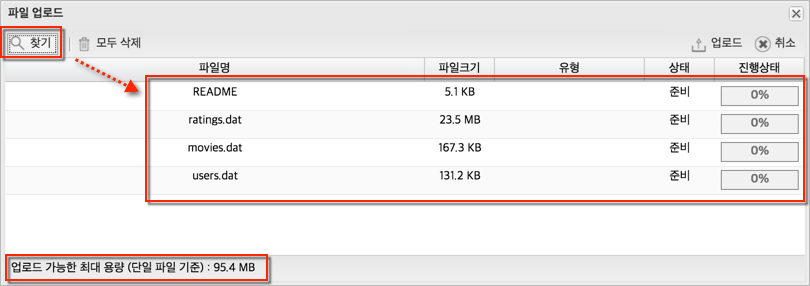 파일 업로드
찾기 모두 삭제 업로드 취소
파일명 파일크기 유형 상태 진행상태
README 5.1 KB 준비 0%
ratings.dat 23.5 MB 준비 0%
movies.dat 167.3 KB 준비 0%
users.dat 131.2 KB 준비 0%
업로드 가능한 최대 용량 (단일 파일 기준) : 95.4 MB